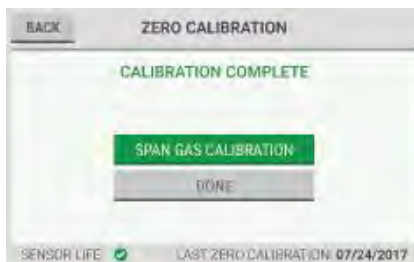 BACK ZERO CALIBRATION
CALIBRATION COMPLETE
SPAN GAS CALIBRATION
DONE
SENSOR LIFE LAST ZERO CALIBRATION: 07/24/2017